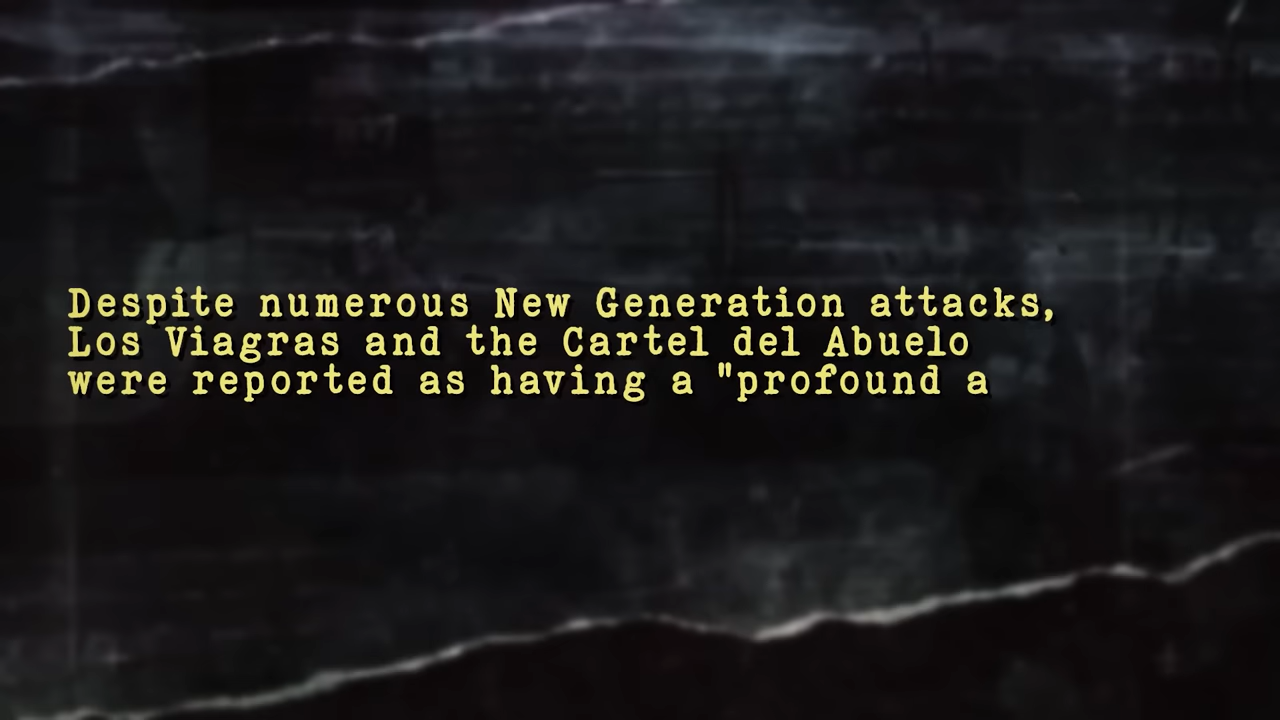 Despite numerous New Generation attacks,
Los Viagras and the Cartel del Abuelo
were reported as having a "profound a